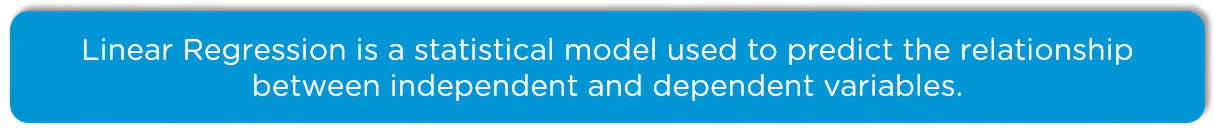 Linear Regression is a statistical model used to predict the relationship
between independent and dependent variables.